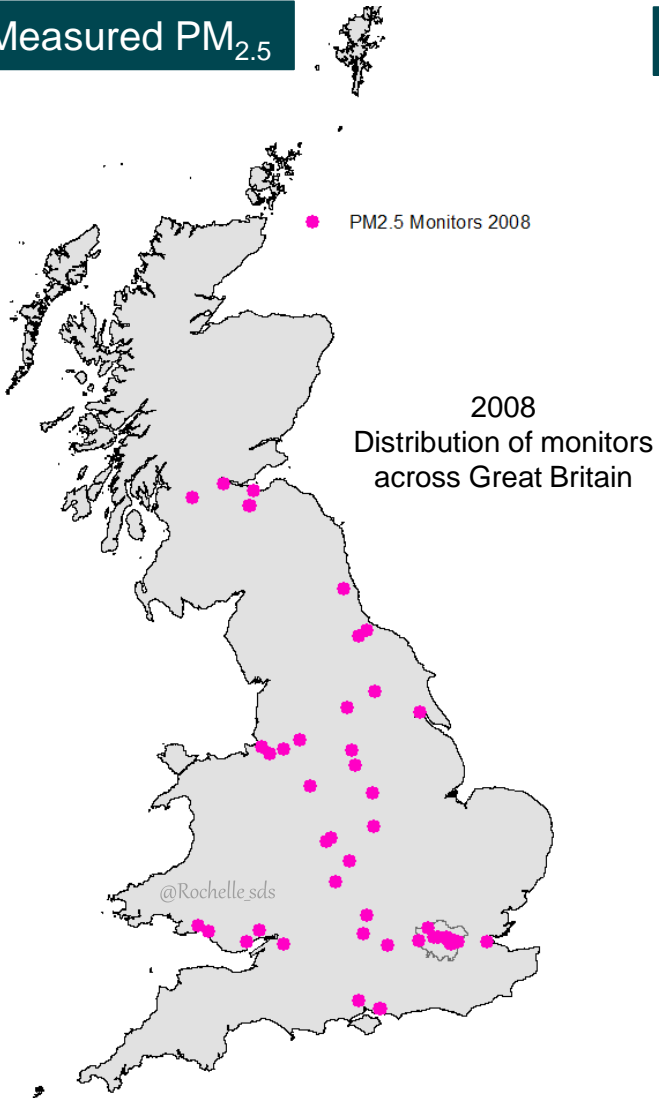 Measured PM2.5
PM2.5 Monitors 2008
2008
Distribution of monitors
across Great Britain
@Rochelle_sds